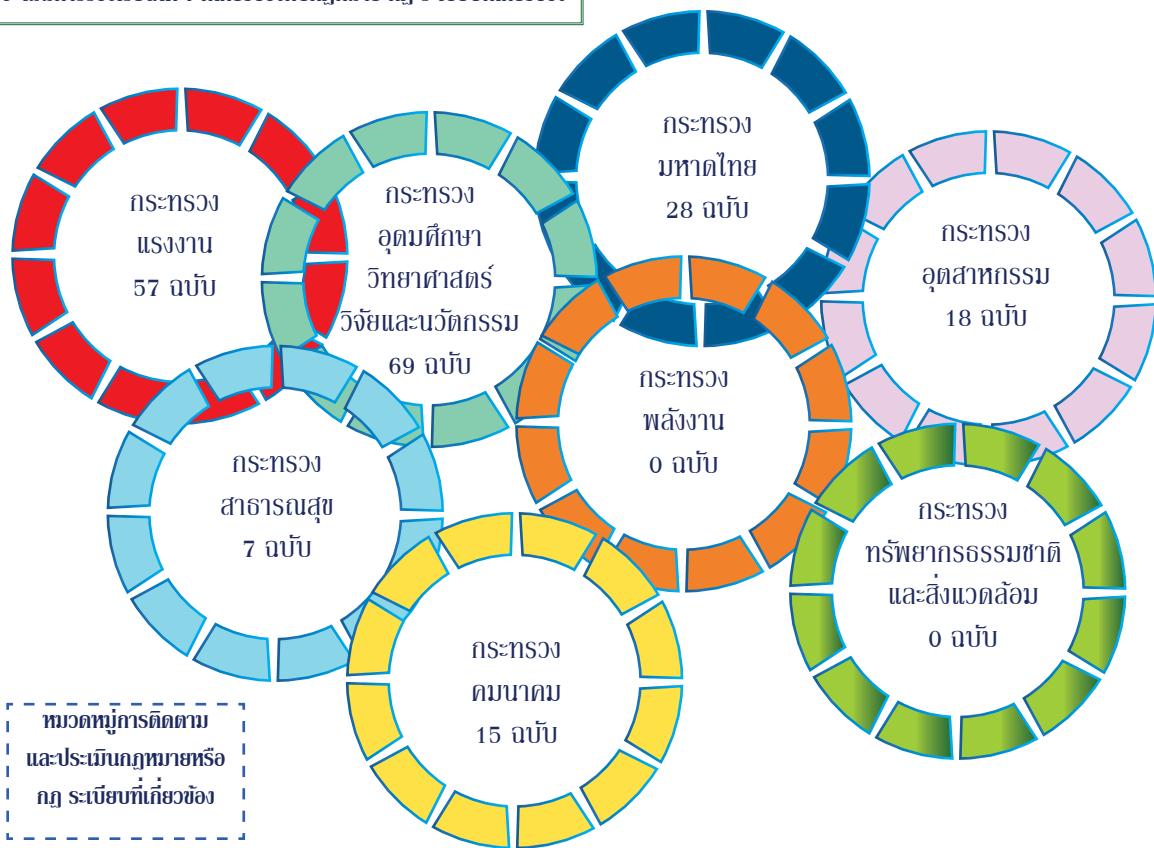 กระทรวง
มหาดไทย
28 ฉบับ
กระทรวง
แรงงาน
57 ฉบับ
กระทรวง
อุดมศึกษา
วิทยาศาสตร์
วิจัยและนวัตกรรม
69 ฉบับ
กระทรวง
อุตสาหกรรม
18 ฉบับ
กระทรวง
พลังงาน
0 ฉบับ
กระทรวง
สาธารณสุข
7 ฉบับ
กระทรวง
ทรัพยากรธรรมชาติ
และสิ่งแวดล้อม
0 ฉบับ
กระทรวง
คมนาคม
15 ฉบับ
หมวดหมู่การติดตาม
และประเมินกฎหมายหรือ
กฎ ระเบียบที่เกี่ยวข้อง